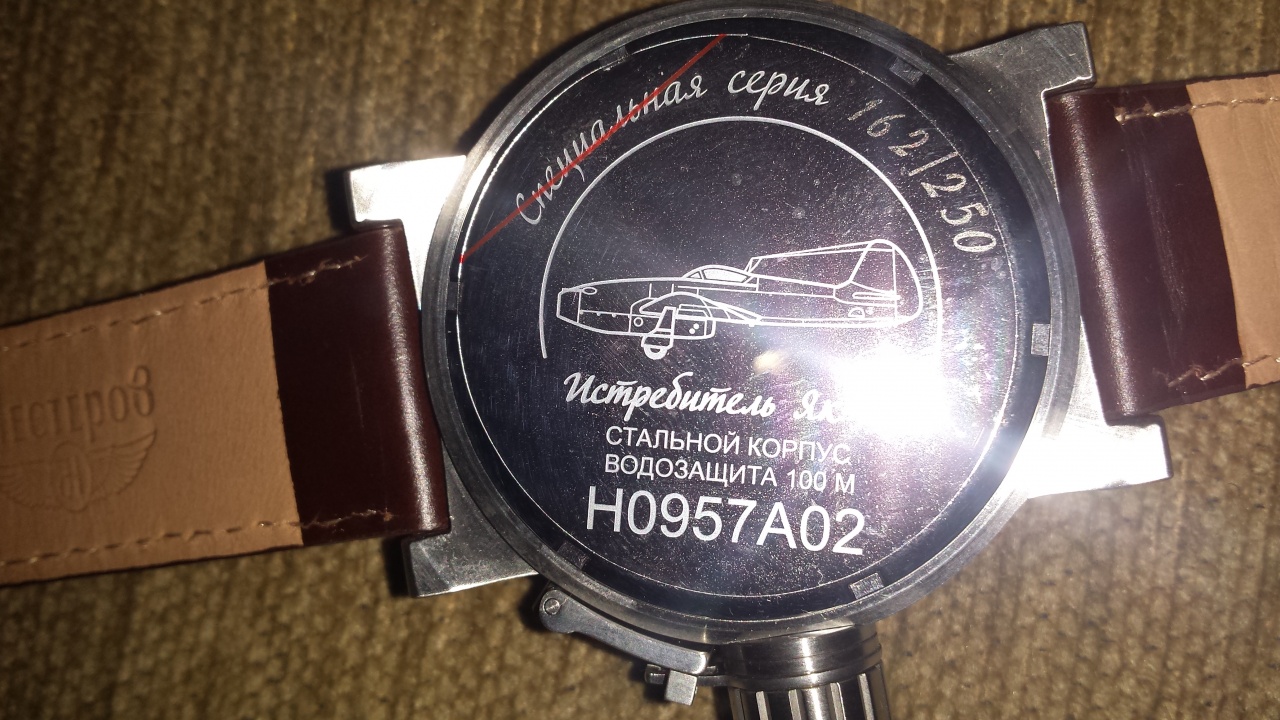 Специальная серия 162/250
Истребитель
СТАЛЬНОЙ КОРПУС
ВОДОЗАЩИТА 100 М
H0957A02